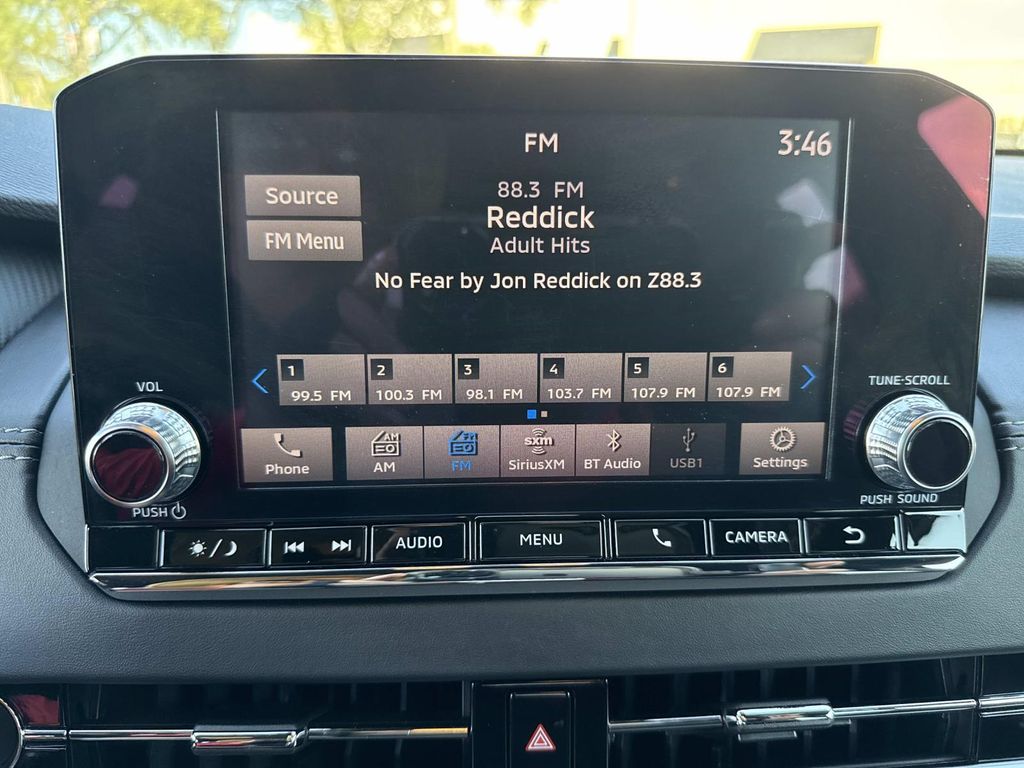 FM
3:46
Source
88.3 FM
Reddick
FM Menu
Adult Hits
No Fear by Jon Reddick on Z88.3
1
99.5 FM
2
100.3 FM
3
98.1 FM
4
103.7 FM
5
107.9 FM
6
107.9 FM
VOL
TUNE·SCROLL
Phone
AM
AM
FM
sxm
SiriusXM
BT Audio
USB1
Settings
PUSH
PUSH SOUND
AUDIO
MENU
CAMERA